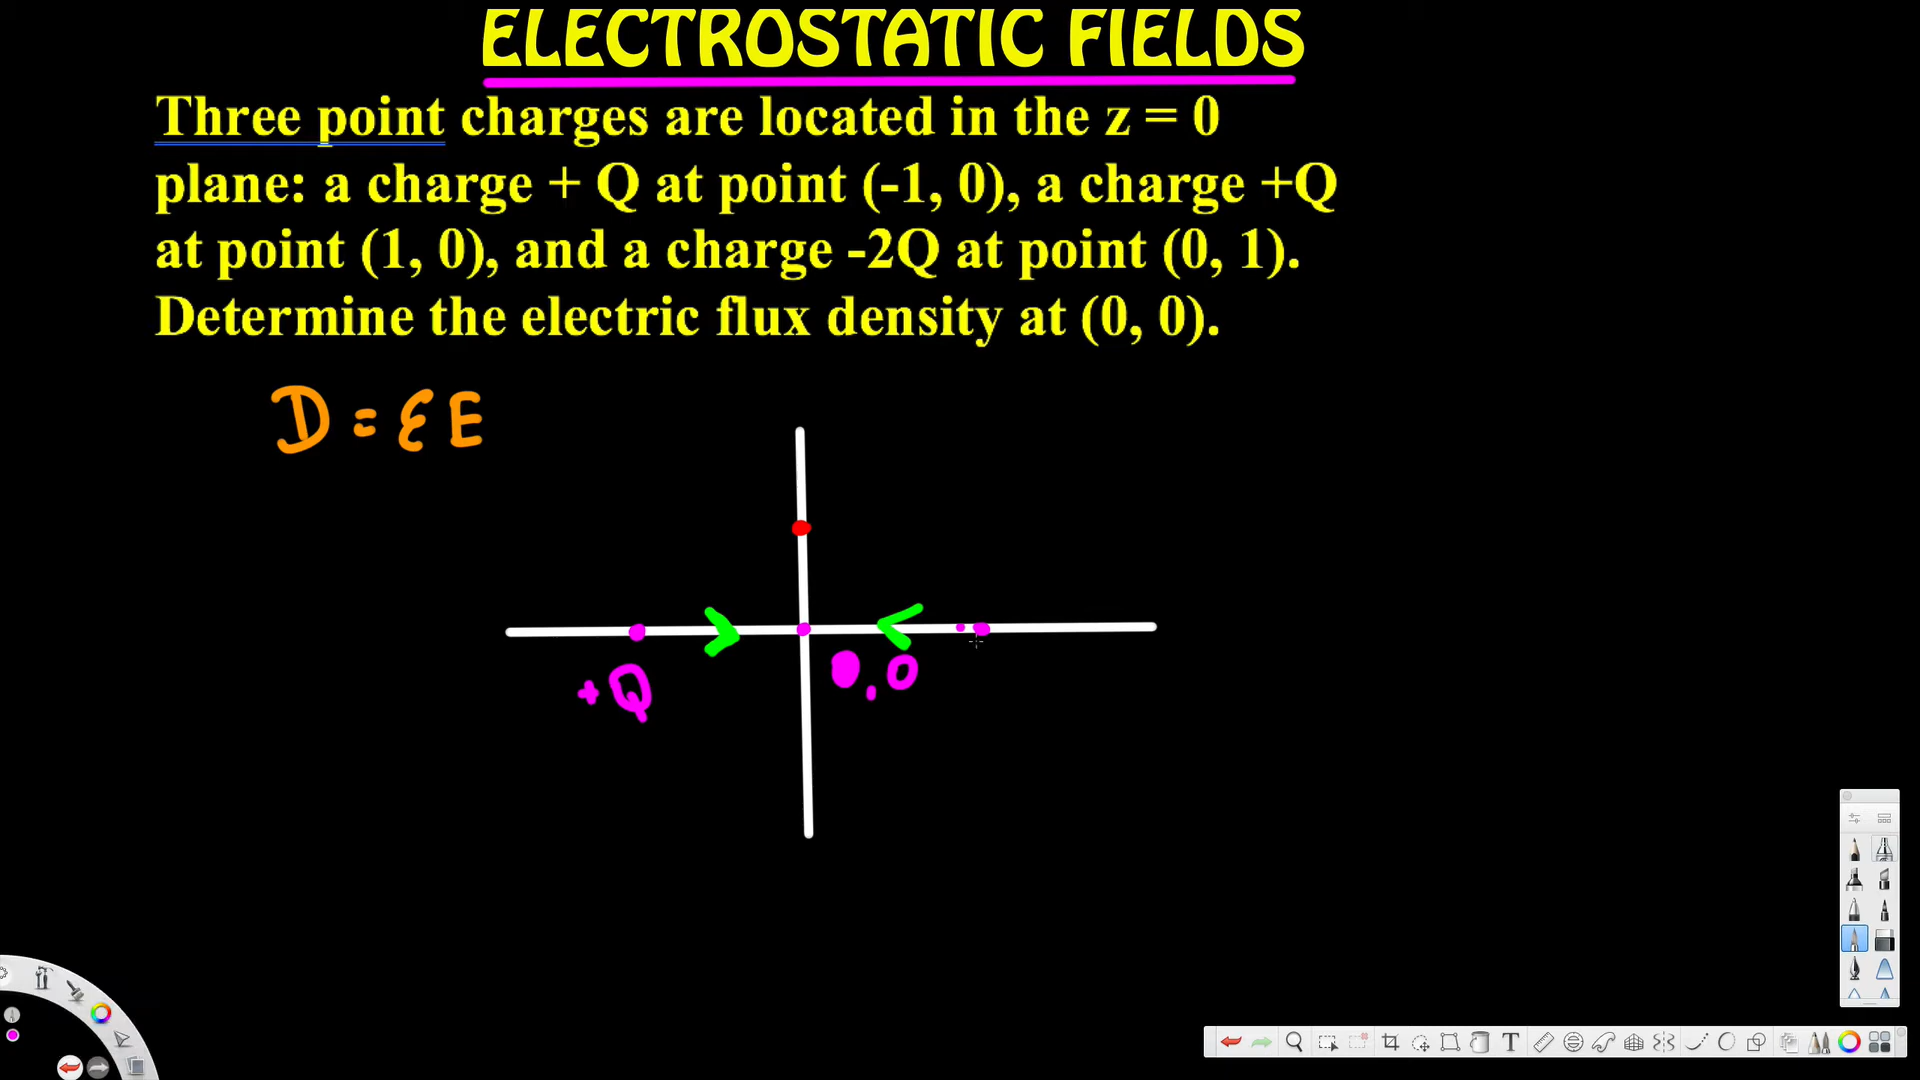 ELECTROSTATIC FIELDS
Three point charges are located in the z = 0
plane: a charge + Q at point (-1, 0), a charge +Q
at point (1, 0), and a charge -2Q at point (0, 1).
Determine the electric flux density at (0, 0).
D = ε E
+Q
0,0